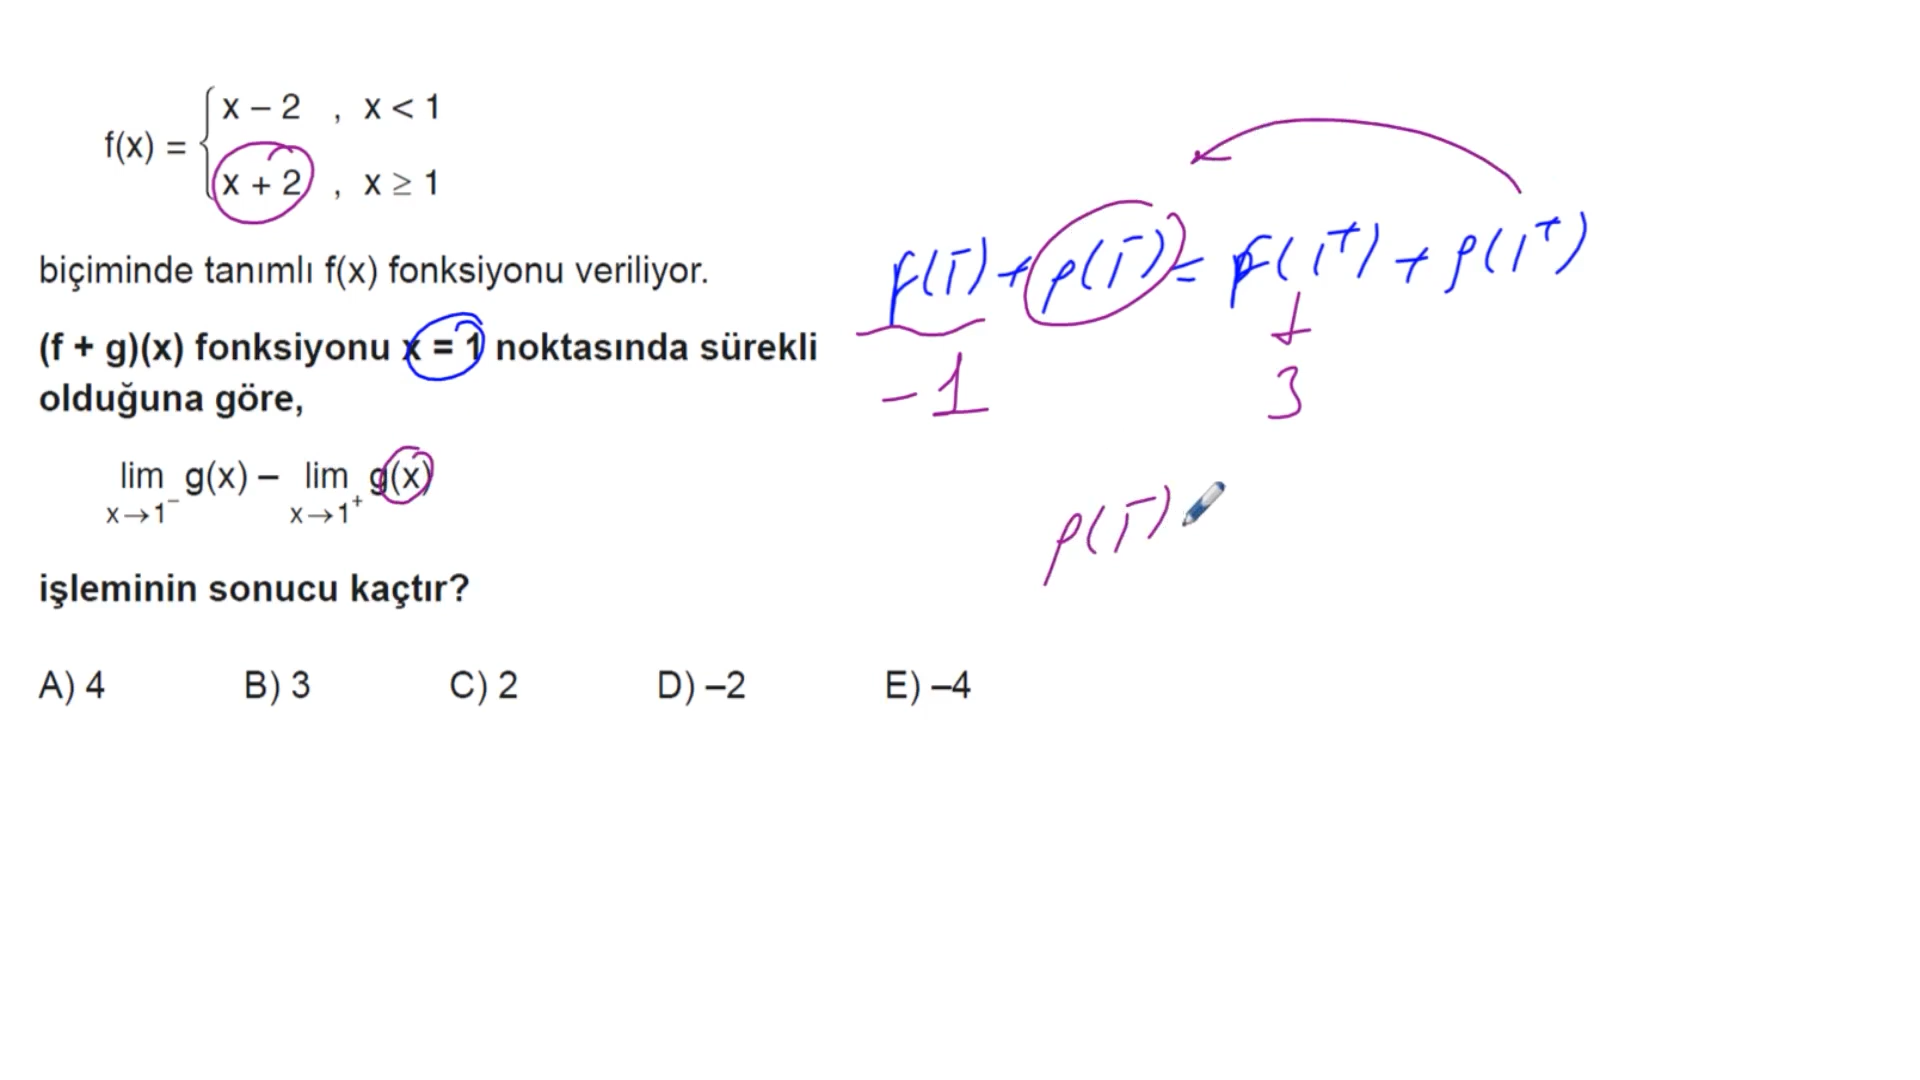 f(x) = { x – 2 , x < 1
x + 2 , x ≥ 1
biçiminde tanımlı f(x) fonksiyonu veriliyor.
(f + g)(x) fonksiyonu x = 1 noktasında sürekli
olduğuna göre,
lim g(x) – lim g(x)
x→1⁻ x→1⁺
işleminin sonucu kaçtır?
A) 4 B) 3 C) 2 D) –2 E) –4
f(1⁻) + g(1⁻) = f(1⁺) + g(1⁺)
-1 3
g(1⁻)